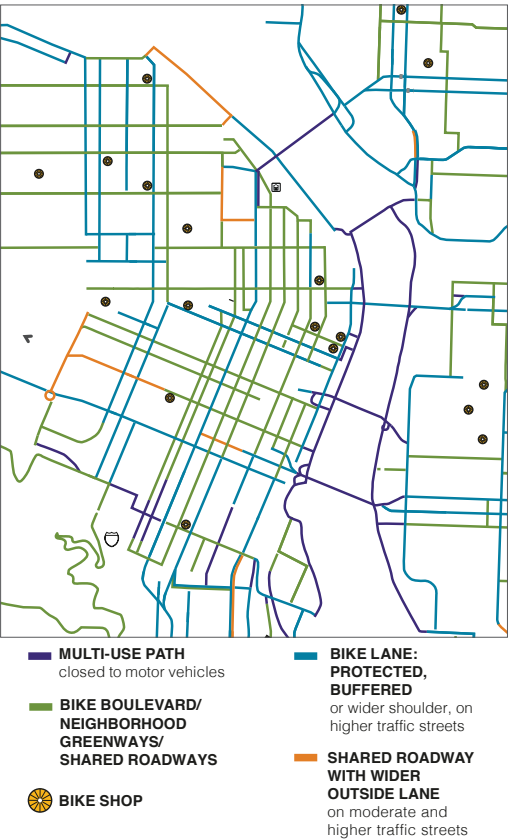 MULTI-USE PATH
closed to motor vehicles
BIKE BOULEVARD/
NEIGHBORHOOD
GREENWAYS/
SHARED ROADWAYS
BIKE SHOP
BIKE LANE:
PROTECTED,
BUFFERED
or wider shoulder, on
higher traffic streets
SHARED ROADWAY
WITH WIDER
OUTSIDE LANE
on moderate and
higher traffic streets